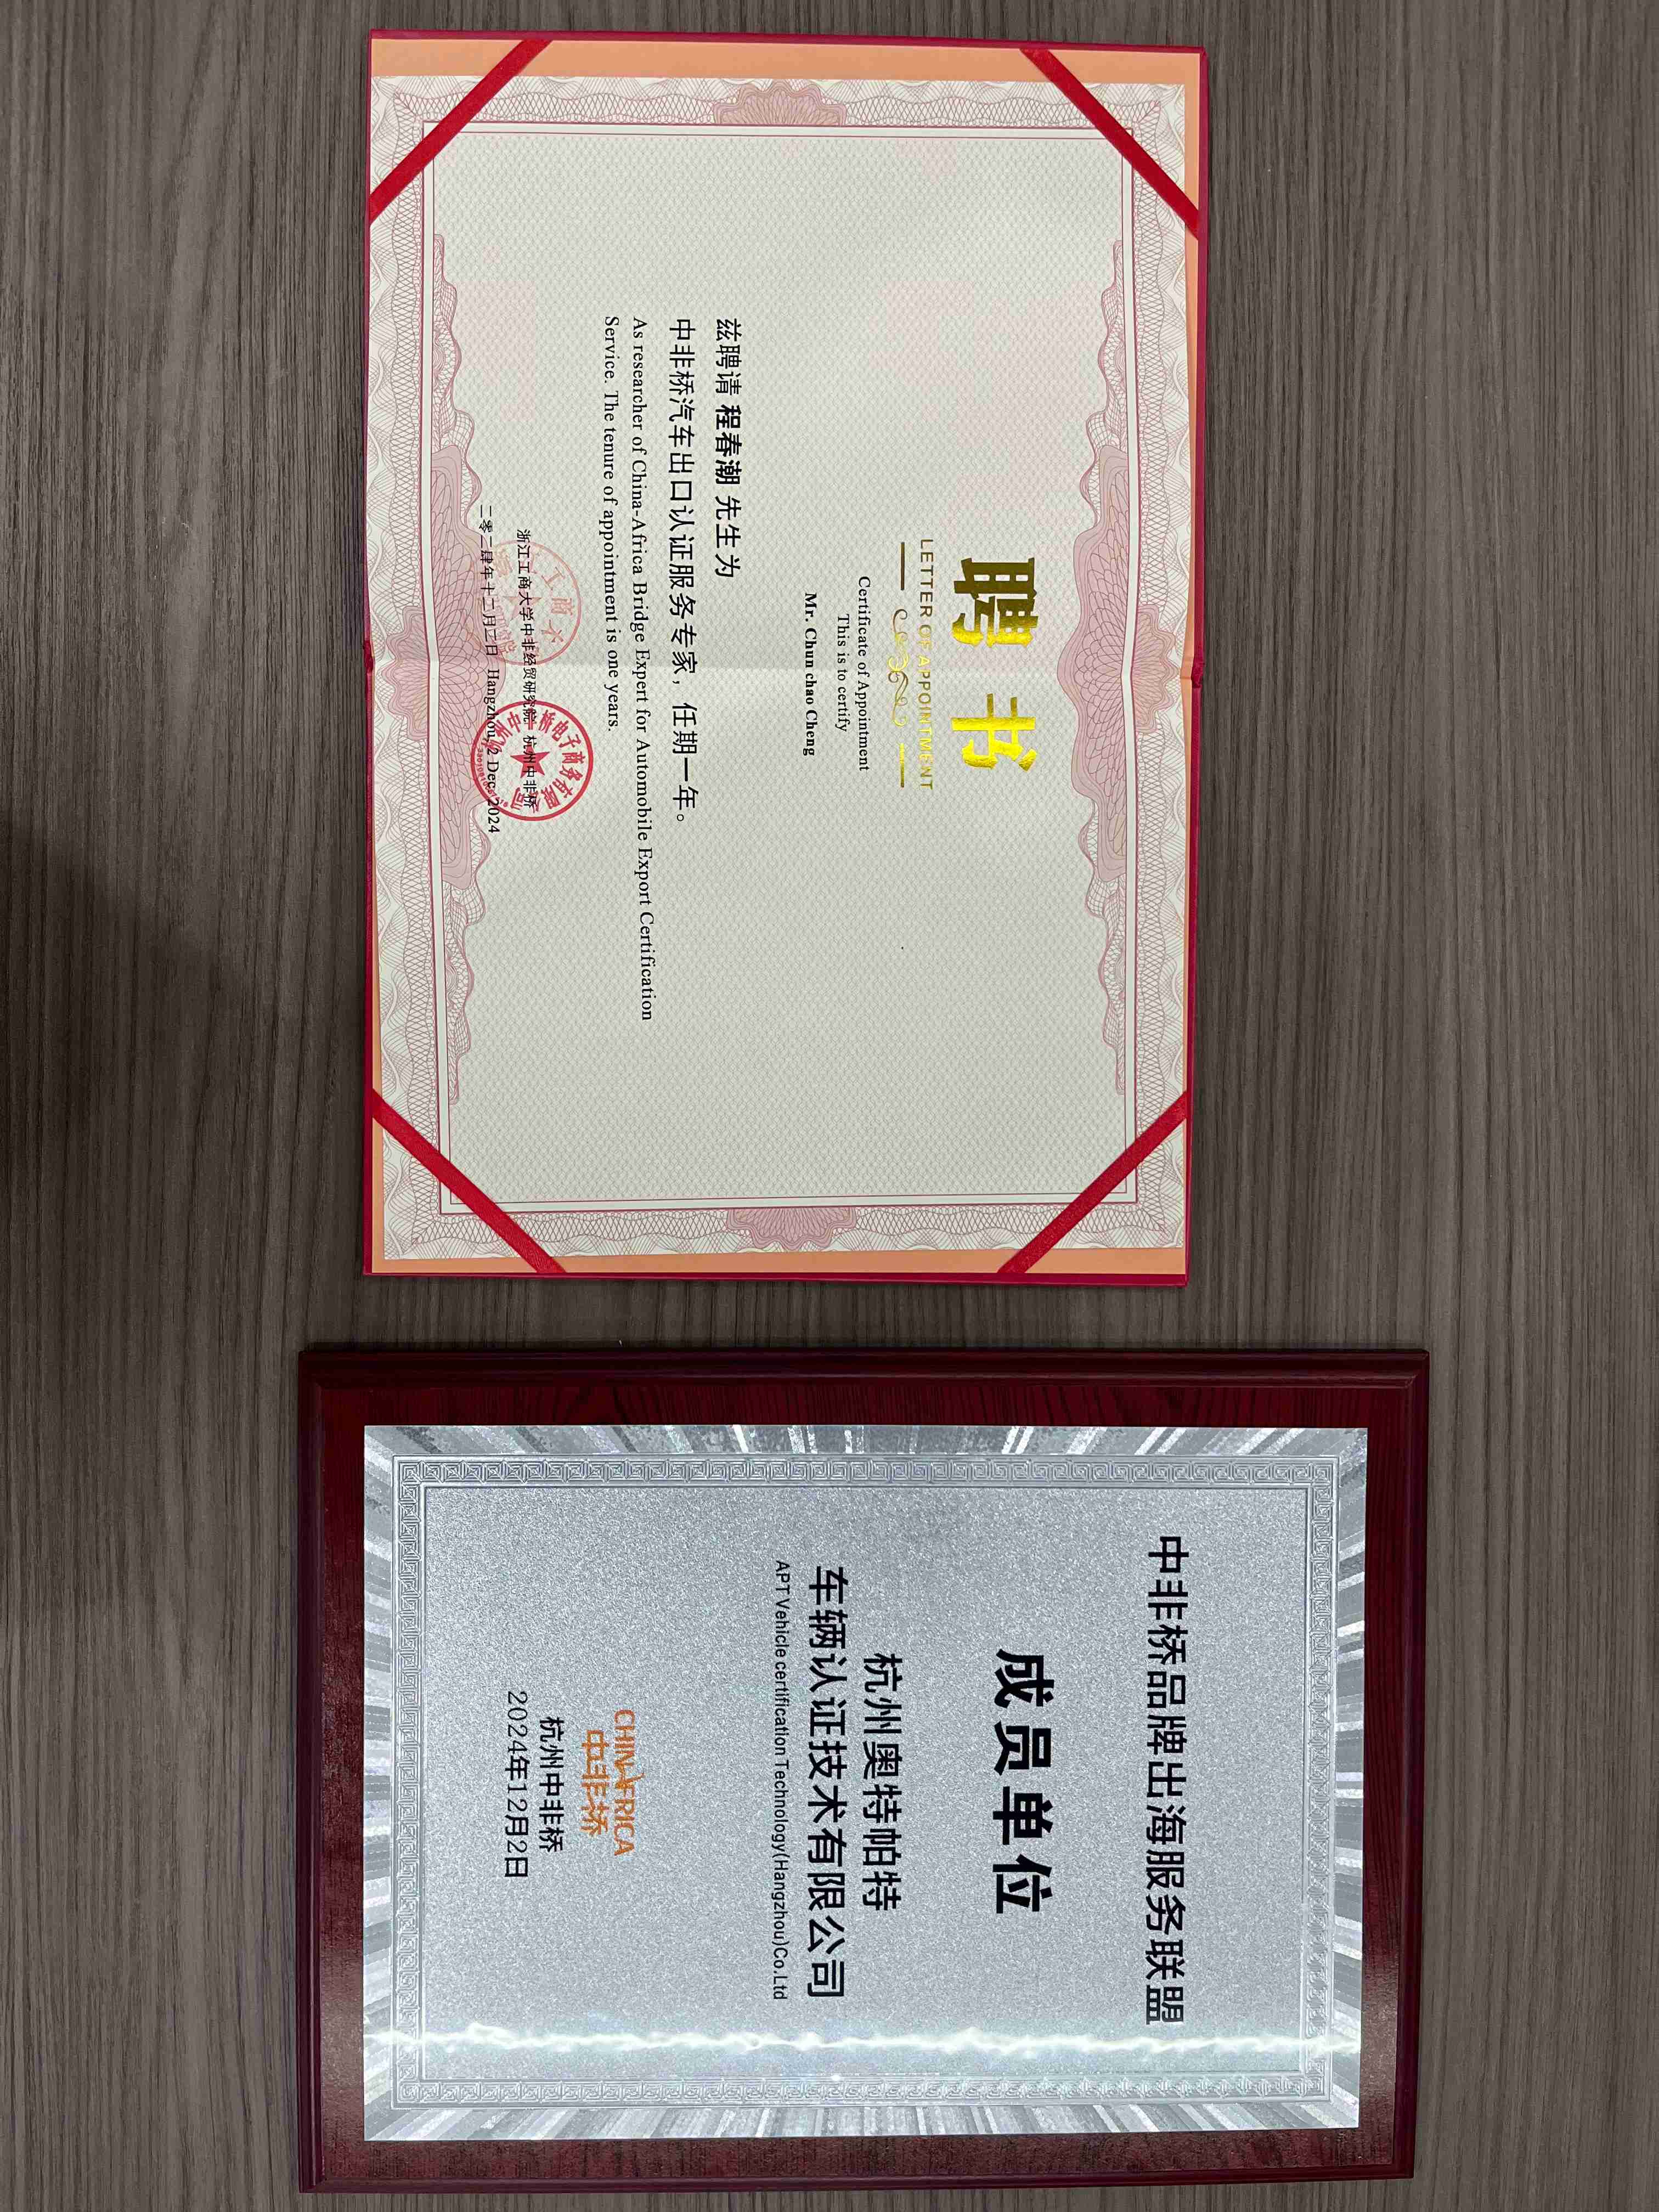 聘书
LETTER OF APPOINTMENT
Certificate of Appointment
This is to certify
Mr. Chun chao Cheng
兹聘请 程春潮 先生为
中非桥汽车出口认证服务专家，任期一年。
As researcher of China-Africa Bridge Expert for Automobile Export Certification
Service. The tenure of appointment is one years.
浙江工商大学中非经贸研究院 杭州中非桥
二零二肆年十二月二日 Hangzhou, 2 Dec. 2024
中非桥品牌出海服务联盟
成员单位
杭州奥特帕特
车辆认证技术有限公司
APT Vehicle certification Technology(Hangzhou)Co.Ltd
CHINAFRICA
中非桥
杭州中非桥
2024年12月2日